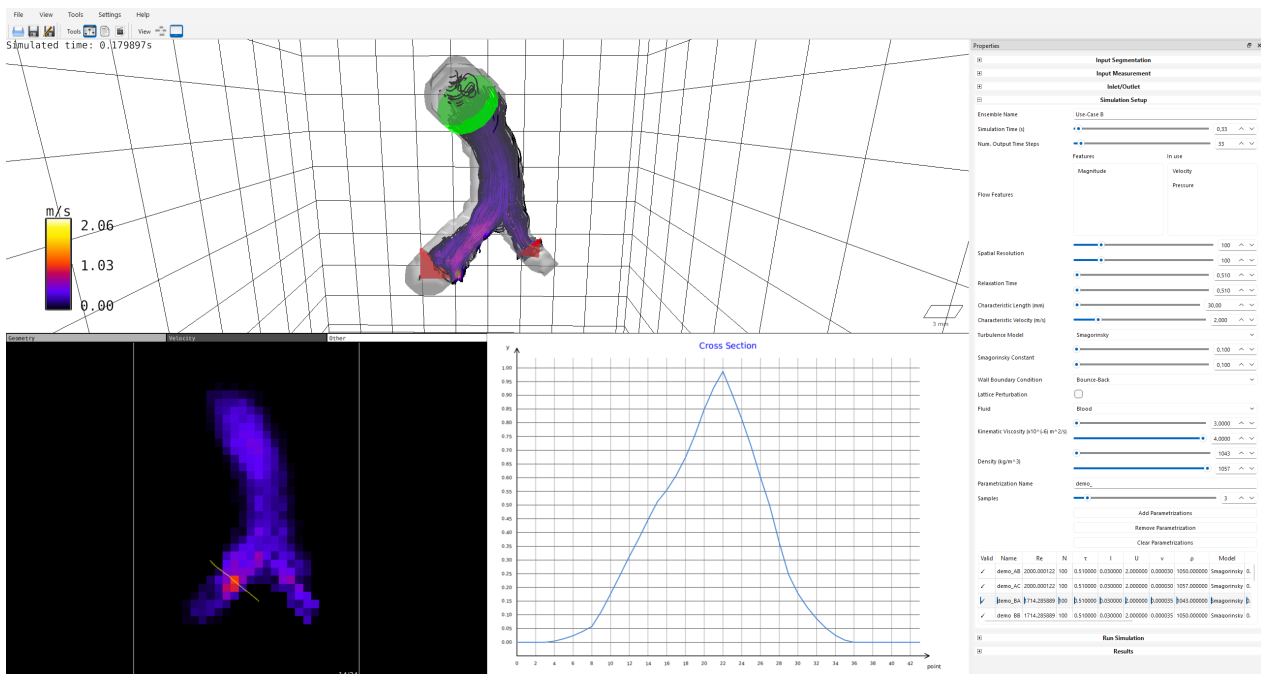 File View Tools Settings Help
Tools View
Simulated time: 0.179897s
m/s
2.06
1.03
0.00
3 mm
Geometry Velocity Other
14/24
Cross Section
y
1.00
0.95
0.90
0.85
0.80
0.75
0.70
0.65
0.60
0.55
0.50
0.45
0.40
0.35
0.30
0.25
0.20
0.15
0.10
0.05
0.00
0 2 4 6 8 10 12 14 16 18 20 22 24 26 28 30 32 34 36 38 40 42
point
Properties
Input Segmentation
Input Measurement
Inlet/Outlet
Simulation Setup
Ensemble Name Use-Case B
Simulation Time (s) 0,33
Num. Output Time Steps 33
Features In use
Magnitude Velocity
Pressure
Flow Features
100
Spatial Resolution
100
0,510
Relaxation Time
0,510
Characteristic Length (mm) 30,00
Characteristic Velocity (m/s) 2,000
Turbulence Model Smagorinsky
0,100
Smagorinsky Constant
0,100
Wall Boundary Condition Bounce-Back
Lattice Perturbation
Fluid Blood
3,0000
Kinematic Viscosity (x10^(-6) m^2/s)
4,0000
1043
Density (kg/m^3)
1057
Parametrization Name demo_
Samples 3
Add Parametrizations
Remove Parametrization
Clear Parametrizations
Valid Name Re N τ l U ν ρ Model
✓ demo_AB 2000.000122 100 0.510000 0.030000 2.000000 0.000030 1050.000000 Smagorinsky 0.
✓ demo_AC 2000.000122 100 0.510000 0.030000 2.000000 0.000030 1057.000000 Smagorinsky 0.
✓ demo_BA 1714.285889 100 0.510000 0.030000 2.000000 0.000035 1043.000000 Smagorinsky 0.
✓ demo_BB 1714.285889 100 0.510000 0.030000 2.000000 0.000035 1050.000000 Smagorinsky 0.
Run Simulation
Results